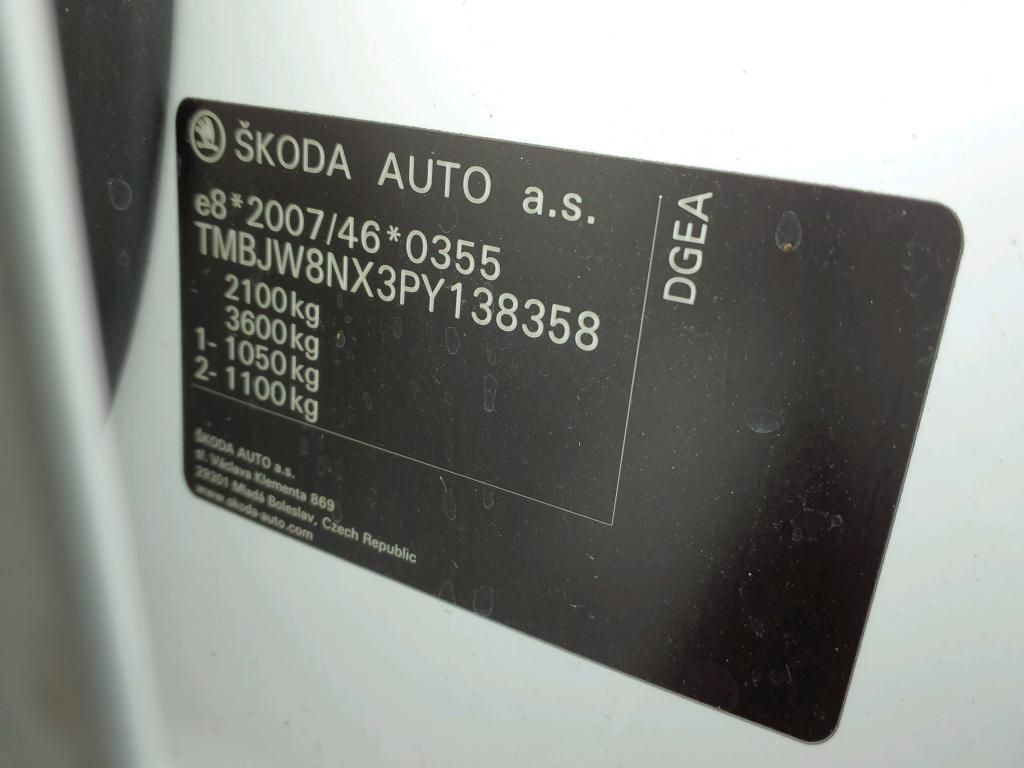 ŠKODA AUTO a.s.
e8*2007/46*0355
TMBJW8NX3PY138358
2100kg
3600kg
1- 1050kg
2- 1100kg
ŠKODA AUTO a.s.
tř. Václava Klementa 869
29301 Mladá Boleslav, Czech Republic
www.skoda-auto.com
DGEA